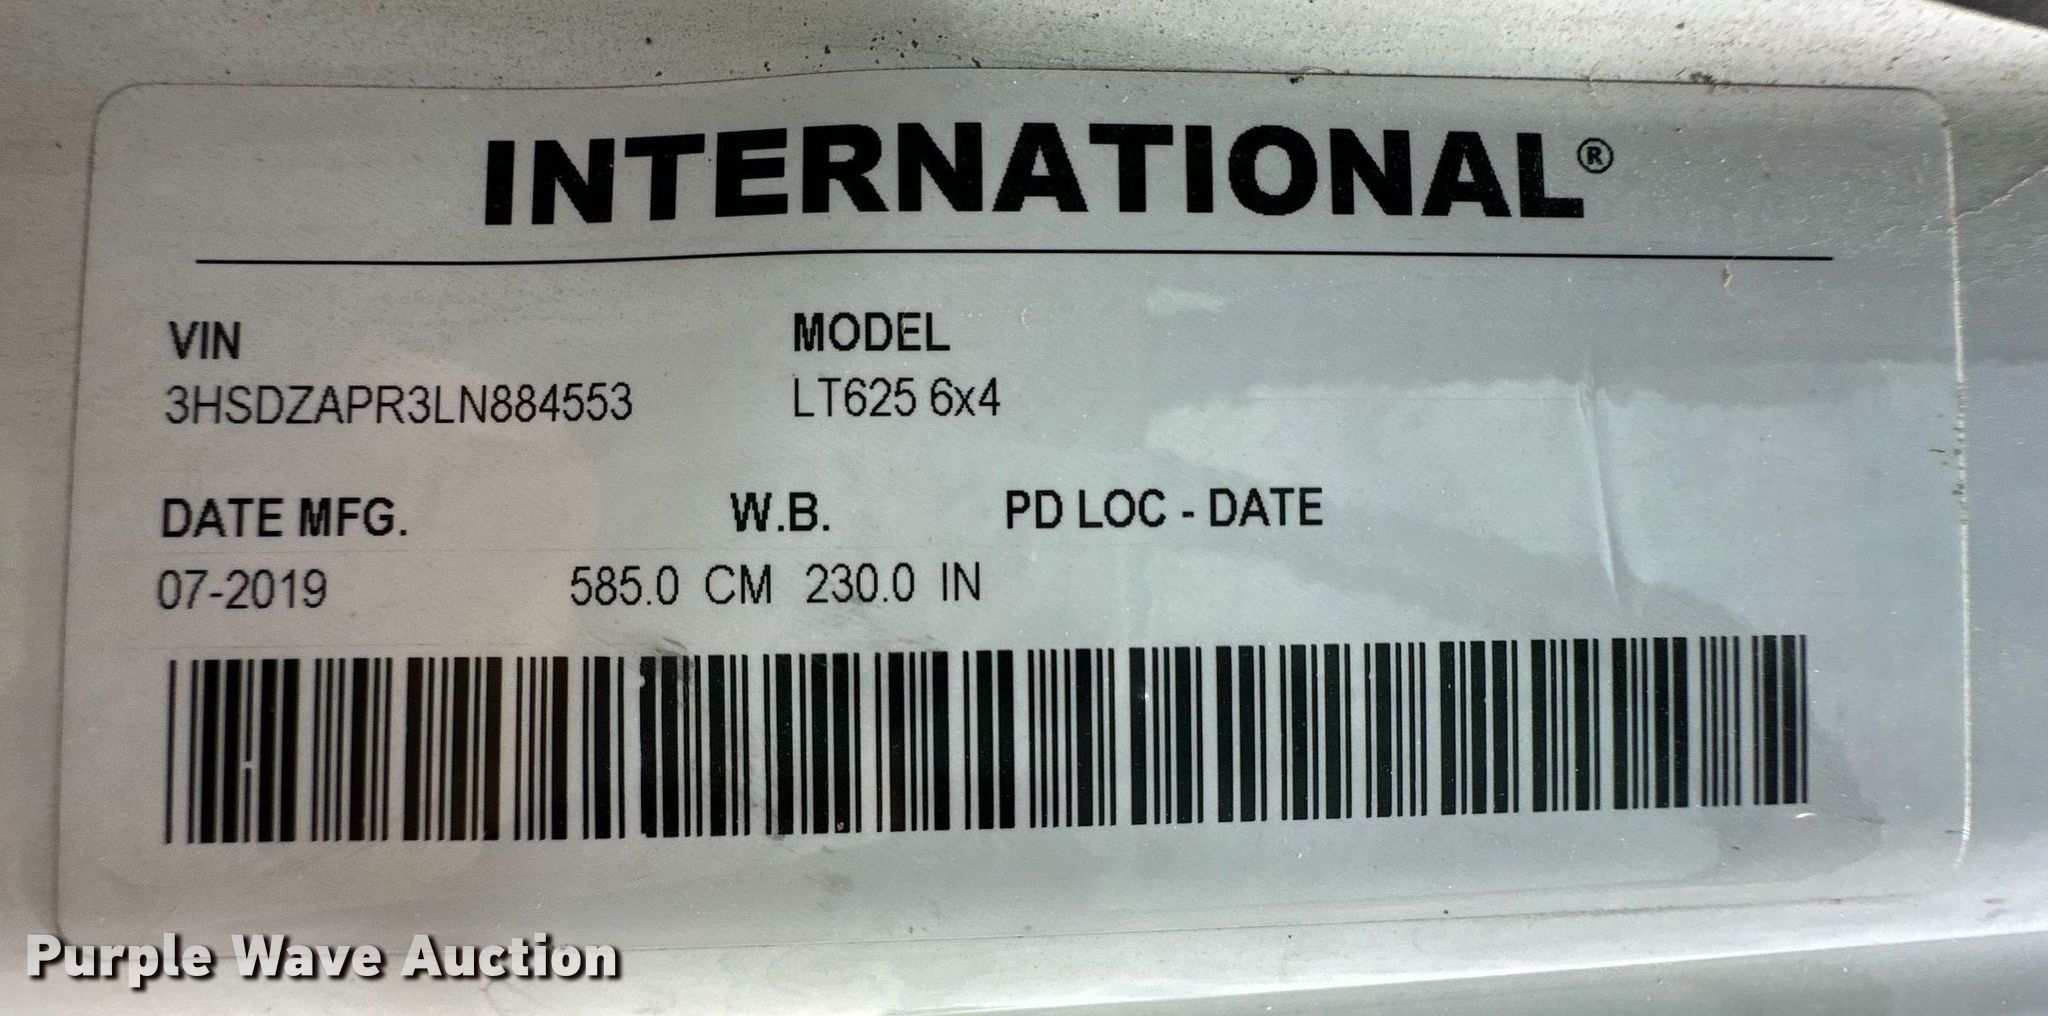 INTERNATIONAL®
VIN MODEL
3HSDZAPR3LN884553 LT625 6x4
DATE MFG. W.B. PD LOC - DATE
07-2019 585.0 CM 230.0 IN
Purple Wave Auction